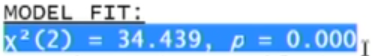 MODEL FIT:
χ²(2) = 34.439, p = 0.000